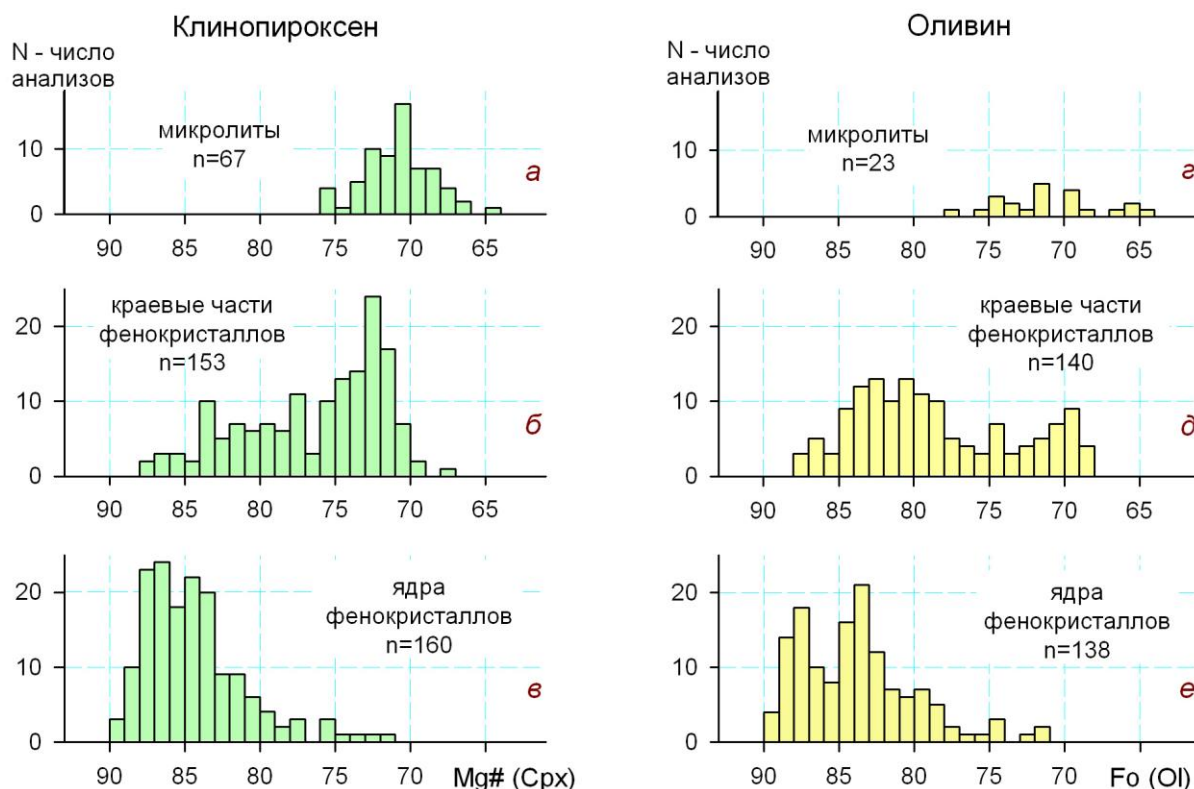 Клинопироксен
N - число
анализов
микролиты
n=67
10
0
а
90 85 80 75 70 65
краевые части
фенокристаллов
n=153
20
10
0
б
90 85 80 75 70 65
ядра
фенокристаллов
n=160
20
10
0
в
90 85 80 75 70 Mg# (Cpx)
Оливин
N - число
анализов
микролиты
n=23
10
0
г
90 85 80 75 70 65
краевые части
фенокристаллов
n=140
20
10
0
д
90 85 80 75 70 65
ядра
фенокристаллов
n=138
20
10
0
е
90 85 80 75 70 Fo (Ol)